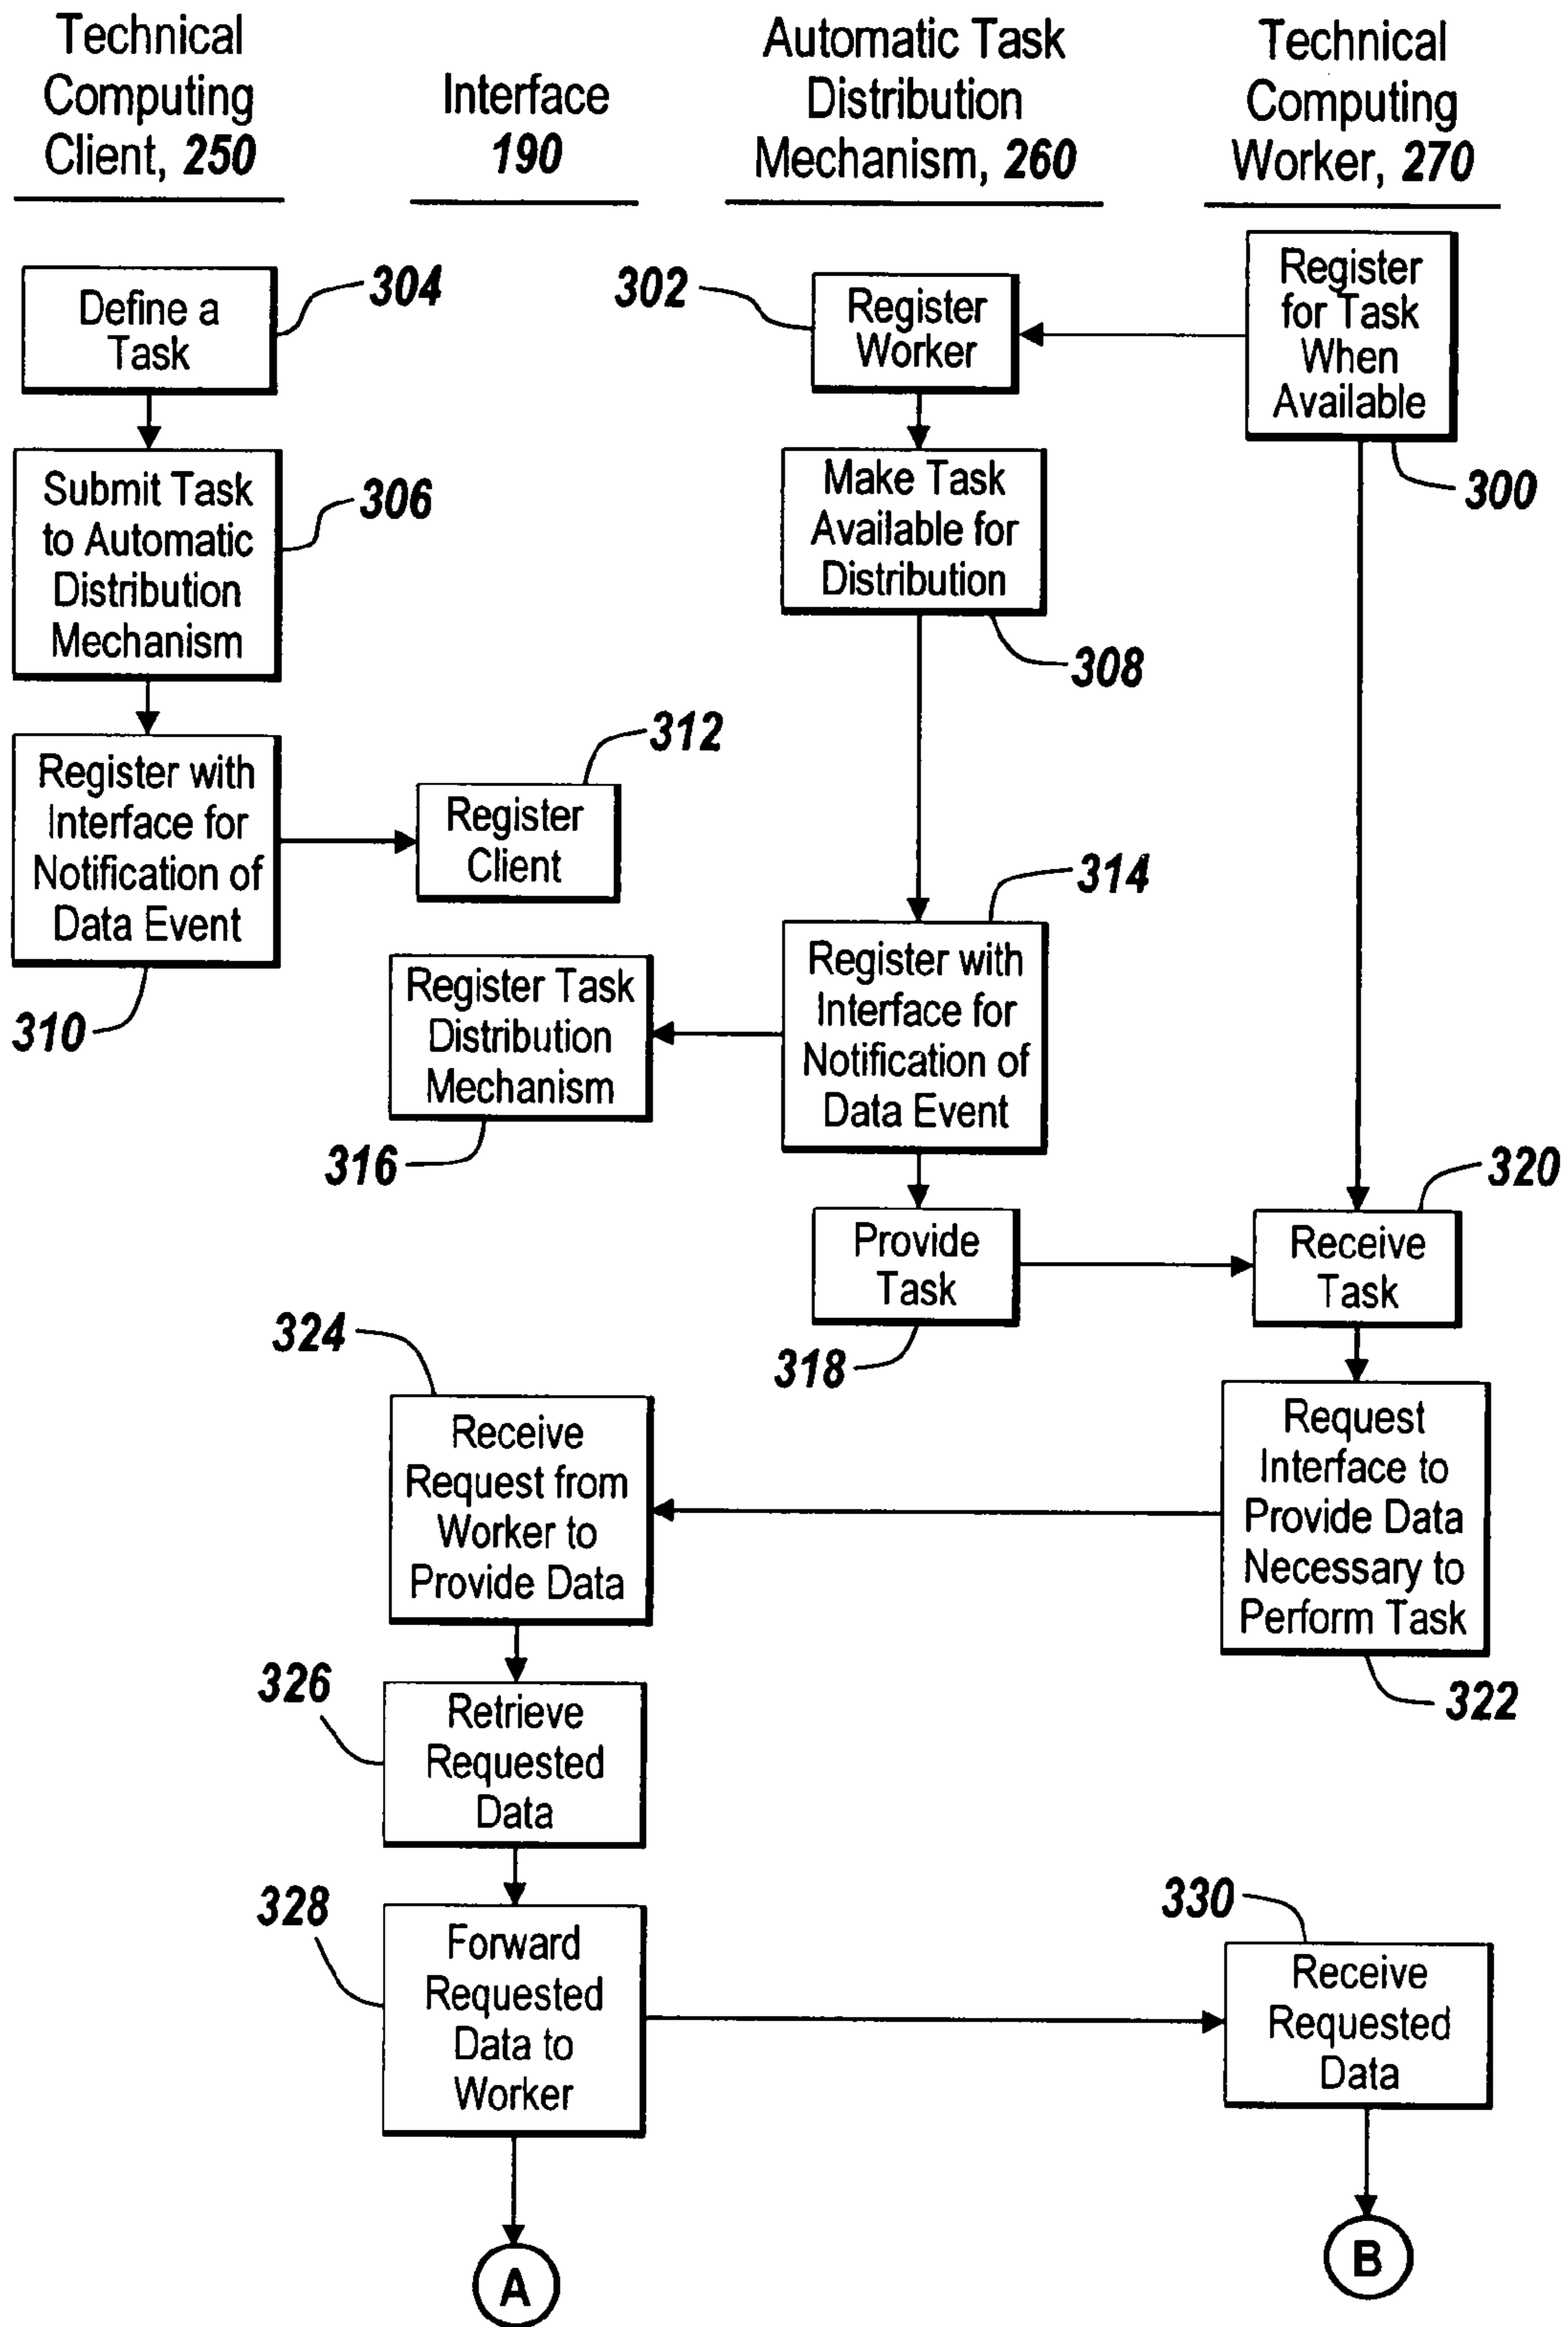 Technical
Computing
Client, 250
Interface
190
Automatic Task
Distribution
Mechanism, 260
Technical
Computing
Worker, 270
Define a
Task
304
302
Register
Worker
Register
for Task
When
Available
300
Submit Task
to Automatic
Distribution
Mechanism
306
Make Task
Available for
Distribution
308
Register with
Interface for
Notification of
Data Event
310
312
Register
Client
314
Register with
Interface for
Notification of
Data Event
Register Task
Distribution
Mechanism
316
Provide
Task
318
320
Receive
Task
324
Receive
Request from
Worker to
Provide Data
Request
Interface to
Provide Data
Necessary to
Perform Task
322
326
Retrieve
Requested
Data
328
Forward
Requested
Data to
Worker
330
Receive
Requested
Data
A
B